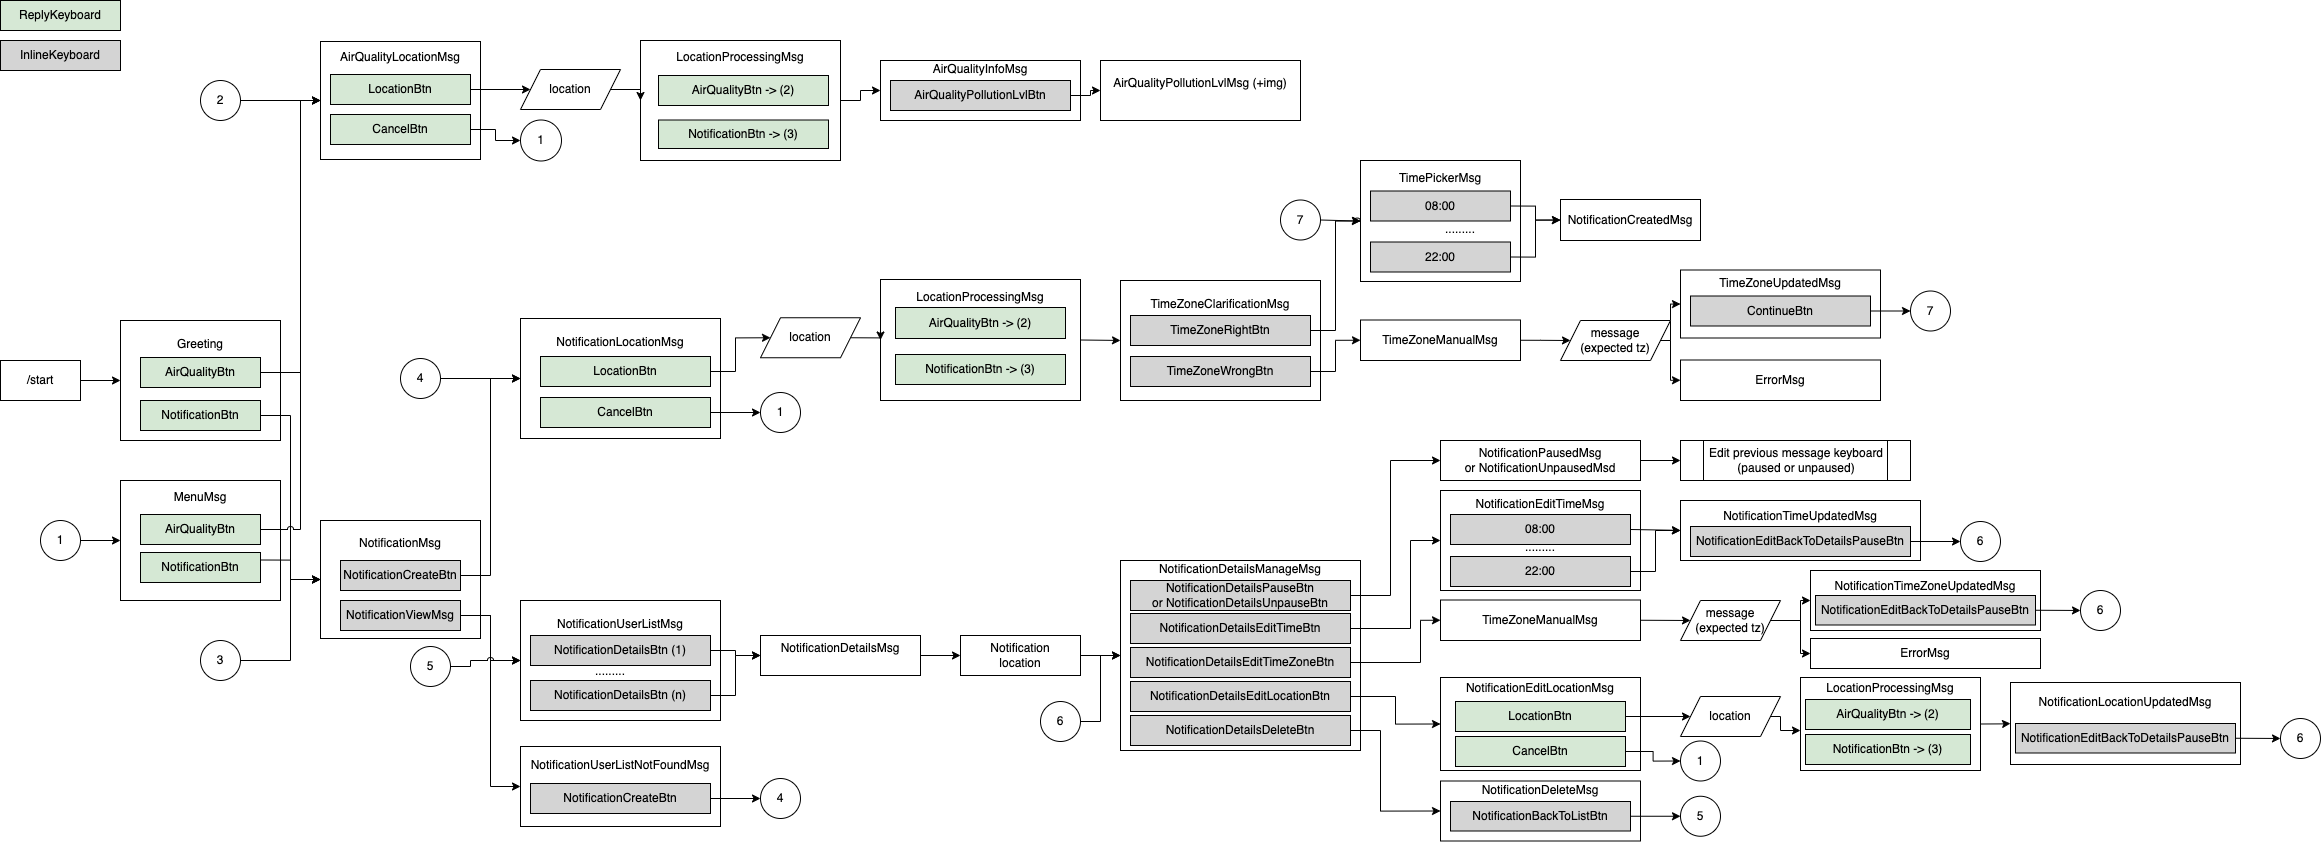 ReplyKeyboard
InlineKeyboard
2
AirQualityLocationMsg
LocationBtn
CancelBtn
location
1
LocationProcessingMsg
AirQualityBtn -> (2)
NotificationBtn -> (3)
AirQualityInfoMsg
AirQualityPollutionLvlBtn
AirQualityPollutionLvlMsg (+img)
7
TimePickerMsg
08:00
.........
22:00
NotificationCreatedMsg
/start
Greeting
AirQualityBtn
NotificationBtn
4
NotificationLocationMsg
LocationBtn
CancelBtn
location
1
LocationProcessingMsg
AirQualityBtn -> (2)
NotificationBtn -> (3)
TimeZoneClarificationMsg
TimeZoneRightBtn
TimeZoneWrongBtn
TimeZoneManualMsg
message
(expected tz)
TimeZoneUpdatedMsg
ContinueBtn
7
ErrorMsg
1
MenuMsg
AirQualityBtn
NotificationBtn
3
NotificationMsg
NotificationCreateBtn
NotificationViewMsg
5
NotificationUserListMsg
NotificationDetailsBtn (1)
.........
NotificationDetailsBtn (n)
NotificationDetailsMsg
Notification
location
6
NotificationUserListNotFoundMsg
NotificationCreateBtn
4
NotificationDetailsManageMsg
NotificationDetailsPauseBtn
or NotificationDetailsUnpauseBtn
NotificationDetailsEditTimeBtn
NotificationDetailsEditTimeZoneBtn
NotificationDetailsEditLocationBtn
NotificationDetailsDeleteBtn
NotificationPausedMsg
or NotificationUnpausedMsd
Edit previous message keyboard
(paused or unpaused)
NotificationEditTimeMsg
08:00
.........
22:00
NotificationTimeUpdatedMsg
NotificationEditBackToDetailsPauseBtn
6
TimeZoneManualMsg
message
(expected tz)
NotificationTimeZoneUpdatedMsg
NotificationEditBackToDetailsPauseBtn
6
ErrorMsg
NotificationEditLocationMsg
LocationBtn
CancelBtn
location
1
LocationProcessingMsg
AirQualityBtn -> (2)
NotificationBtn -> (3)
NotificationLocationUpdatedMsg
NotificationEditBackToDetailsPauseBtn
6
NotificationDeleteMsg
NotificationBackToListBtn
5